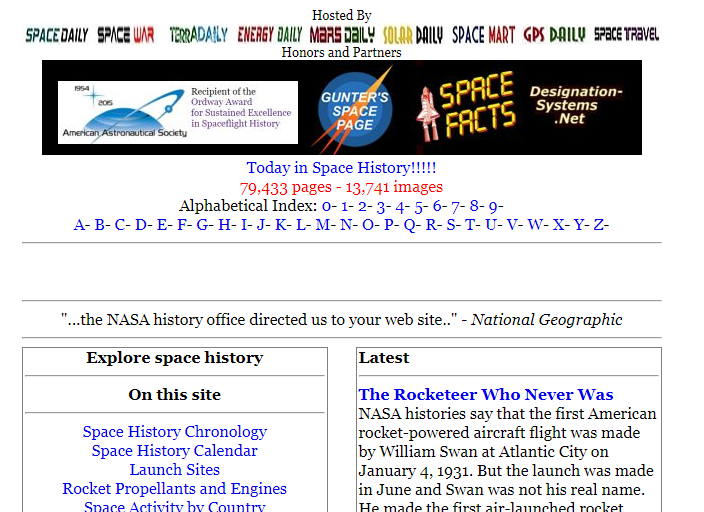 Hosted By
SPACE DAILY SPACE WAR TERRADAILY ENERGY DAILY MARS DAILY SOLAR DAILY SPACE MART GPS DAILY SPACE TRAVEL
Honors and Partners
1954
2015
American Astronautical Society
Recipient of the
Ordway Award
for Sustained Excellence
in Spaceflight History
GUNTER'S
SPACE
PAGE
SPACE
FACTS
Designation-
Systems
.Net
Today in Space History!!!!!
79,433 pages - 13,741 images
Alphabetical Index: 0- 1- 2- 3- 4- 5- 6- 7- 8- 9-
A- B- C- D- E- F- G- H- I- J- K- L- M- N- O- P- Q- R- S- T- U- V- W- X- Y- Z-
"...the NASA history office directed us to your web site.." - National Geographic
Explore space history
On this site
Space History Chronology
Space History Calendar
Launch Sites
Rocket Propellants and Engines
Space Activity by Country
Latest
The Rocketeer Who Never Was
NASA histories say that the first American
rocket-powered aircraft flight was made
by William Swan at Atlantic City on
January 4, 1931. But the launch was made
in June and Swan was not his real name.
He made the first air-launched rocket